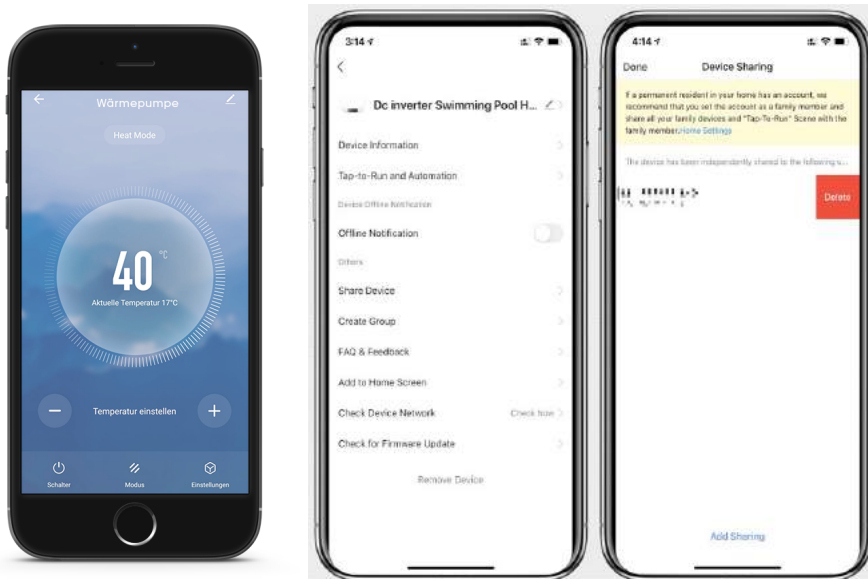 Wärmepumpe
Heat Mode
40 °C
Aktuelle Temperatur 17°C
Temperatur einstellen
Schalter Modus Einstellungen
3:14
Dc inverter Swimming Pool H...
Device Information
Tap-to-Run and Automation
Device Offline Notification
Offline Notification
Others
Share Device
Create Group
FAQ & Feedback
Add to Home Screen
Check Device Network Check Now
Check for Firmware Update
Remove Device
4:14
Done Device Sharing
If a permanent resident in your home has an account, we
recommend that you set the account as a family member and
share all your family devices and "Tap-To-Run" Scene with the
family member.Home Settings
The device has been independently shared to the following u...
Delete
Add Sharing